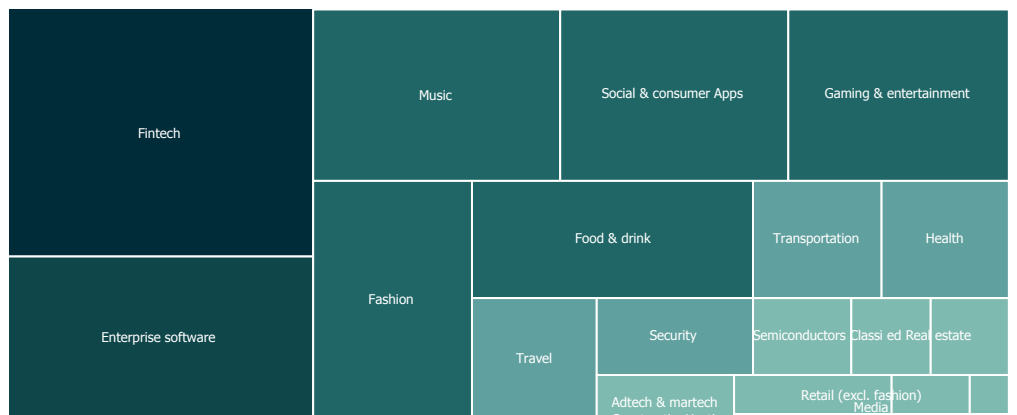 Fintech
Music
Social & consumer Apps
Gaming & entertainment
Food & drink
Transportation
Health
Fashion
Enterprise software
Security
Semiconductors
Classi ed
Real estate
Travel
Adtech & martech
Retail (excl. fashion)
Media